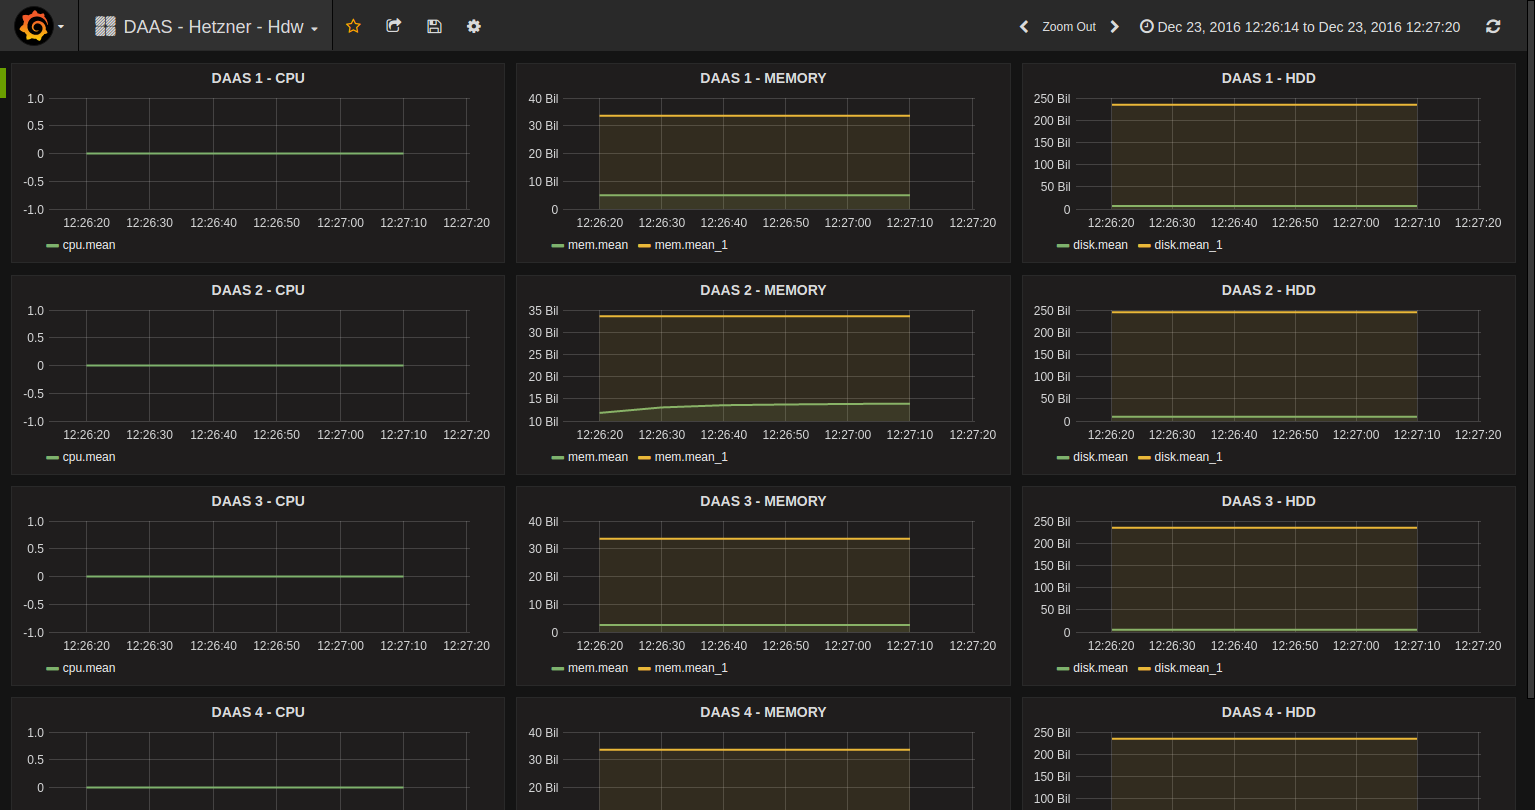 DAAS - Hetzner - Hdw
Zoom Out
Dec 23, 2016 12:26:14 to Dec 23, 2016 12:27:20
DAAS 1 - CPU
1.0
0.5
0
-0.5
-1.0
12:26:20 12:26:30 12:26:40 12:26:50 12:27:00 12:27:10 12:27:20
cpu.mean
DAAS 1 - MEMORY
40 Bil
30 Bil
20 Bil
10 Bil
0
12:26:20 12:26:30 12:26:40 12:26:50 12:27:00 12:27:10 12:27:20
mem.mean mem.mean_1
DAAS 1 - HDD
250 Bil
200 Bil
150 Bil
100 Bil
50 Bil
0
12:26:20 12:26:30 12:26:40 12:26:50 12:27:00 12:27:10 12:27:20
disk.mean disk.mean_1
DAAS 2 - CPU
1.0
0.5
0
-0.5
-1.0
12:26:20 12:26:30 12:26:40 12:26:50 12:27:00 12:27:10 12:27:20
cpu.mean
DAAS 2 - MEMORY
35 Bil
30 Bil
25 Bil
20 Bil
15 Bil
10 Bil
12:26:20 12:26:30 12:26:40 12:26:50 12:27:00 12:27:10 12:27:20
mem.mean mem.mean_1
DAAS 2 - HDD
250 Bil
200 Bil
150 Bil
100 Bil
50 Bil
0
12:26:20 12:26:30 12:26:40 12:26:50 12:27:00 12:27:10 12:27:20
disk.mean disk.mean_1
DAAS 3 - CPU
1.0
0.5
0
-0.5
-1.0
12:26:20 12:26:30 12:26:40 12:26:50 12:27:00 12:27:10 12:27:20
cpu.mean
DAAS 3 - MEMORY
40 Bil
30 Bil
20 Bil
10 Bil
0
12:26:20 12:26:30 12:26:40 12:26:50 12:27:00 12:27:10 12:27:20
mem.mean mem.mean_1
DAAS 3 - HDD
250 Bil
200 Bil
150 Bil
100 Bil
50 Bil
0
12:26:20 12:26:30 12:26:40 12:26:50 12:27:00 12:27:10 12:27:20
disk.mean disk.mean_1
DAAS 4 - CPU
1.0
0.5
0
DAAS 4 - MEMORY
40 Bil
30 Bil
20 Bil
DAAS 4 - HDD
250 Bil
200 Bil
150 Bil
100 Bil